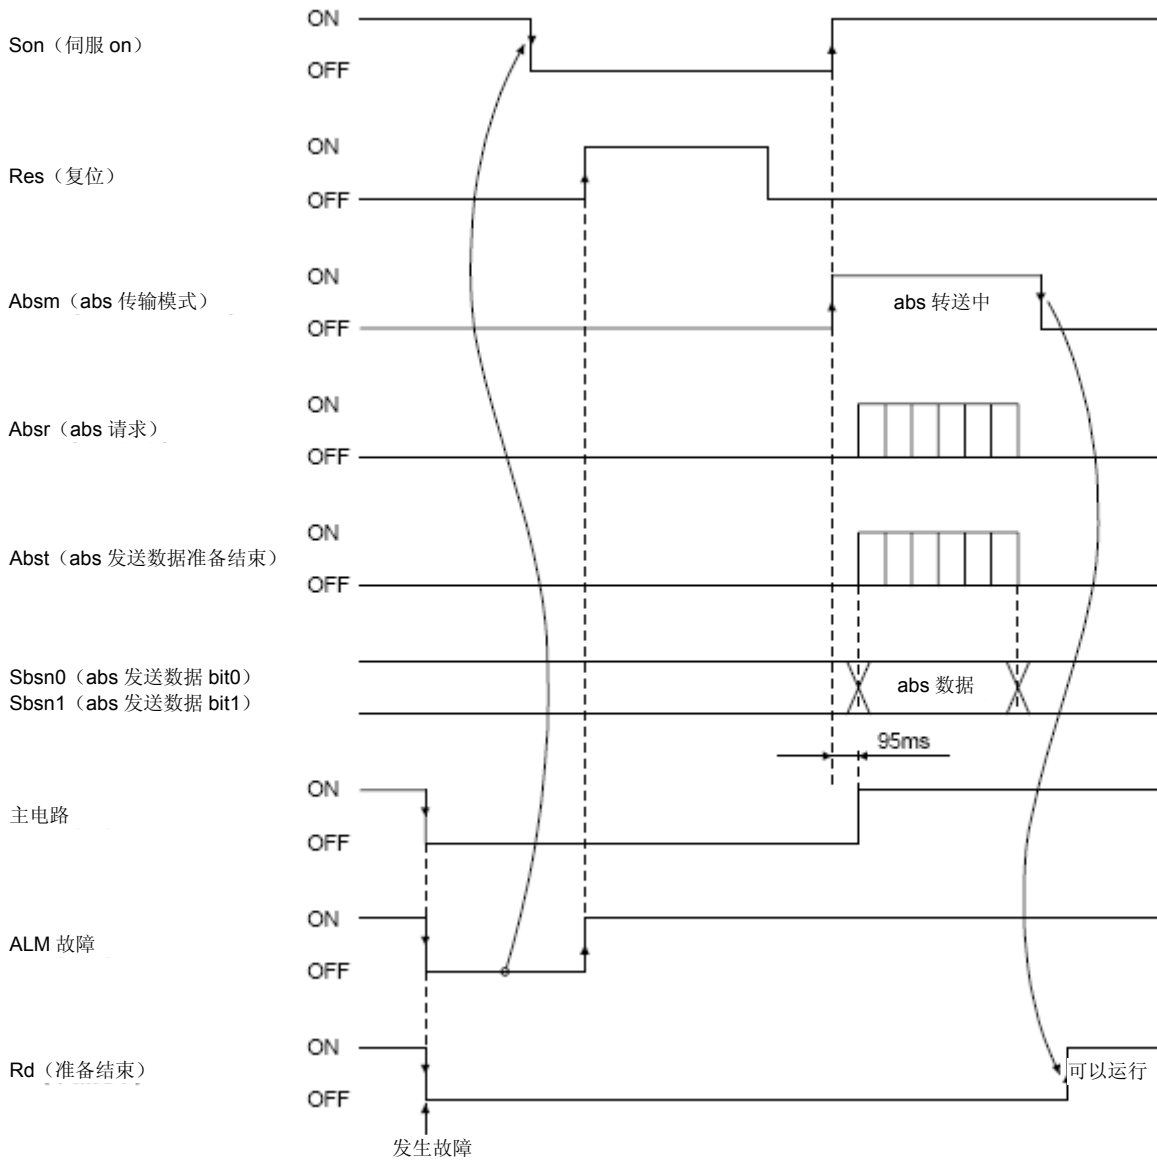 ON
Son（伺服 on）
OFF
ON
Res（复位）
OFF
ON
Absm（abs 传输模式）
abs 转送中
OFF
ON
Absr（abs 请求）
OFF
ON
Abst（abs 发送数据准备结束）
OFF
Sbsn0（abs 发送数据 bit0）
abs 数据
Sbsn1（abs 发送数据 bit1）
95ms
ON
主电路
OFF
ON
ALM 故障
OFF
ON
Rd（准备结束）
可以运行
OFF
发生故障